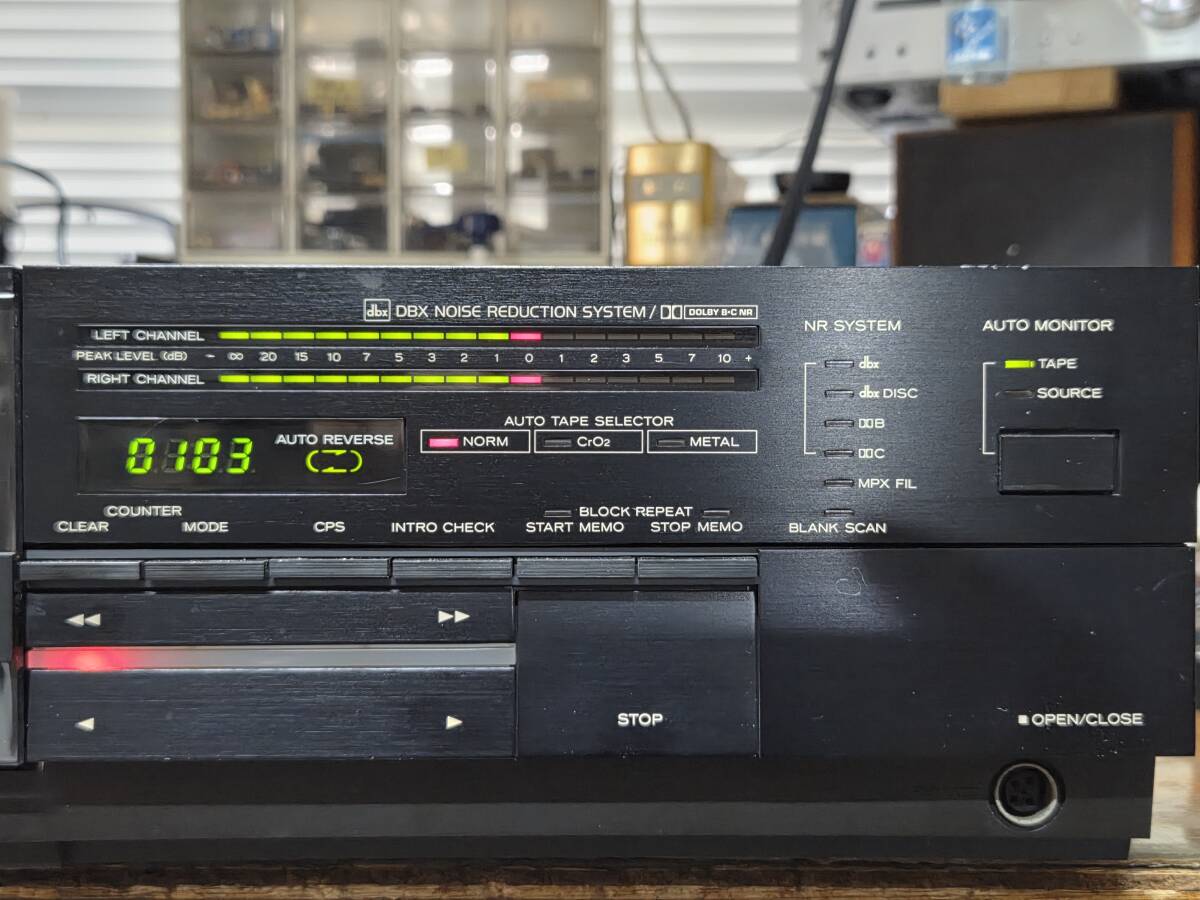 dbx DBX NOISE REDUCTION SYSTEM / DOLBY B•C NR
LEFT CHANNEL
PEAK LEVEL (dB) - ∞ 20 15 10 7 5 3 2 1 0 1 2 3 5 7 10 +
RIGHT CHANNEL
NR SYSTEM
dbx
dbx DISC
B
C
MPX FIL
BLANK SCAN
AUTO MONITOR
TAPE
SOURCE
0103
AUTO REVERSE
AUTO TAPE SELECTOR
NORM CrO2 METAL
COUNTER
CLEAR MODE
CPS
INTRO CHECK
BLOCK REPEAT
START MEMO STOP MEMO
STOP
OPEN/CLOSE